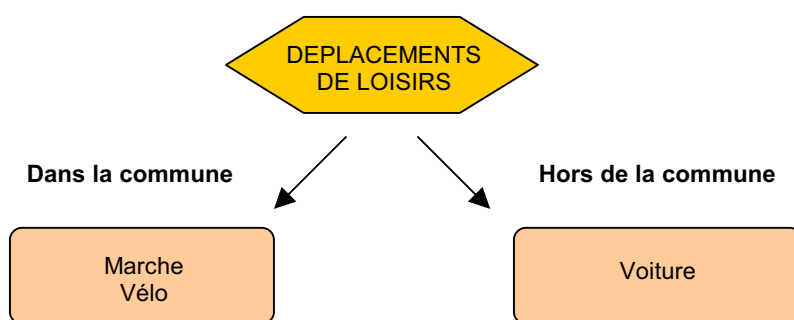 DEPLACEMENTS
DE LOISIRS
Dans la commune
Hors de la commune
Marche
Vélo
Voiture